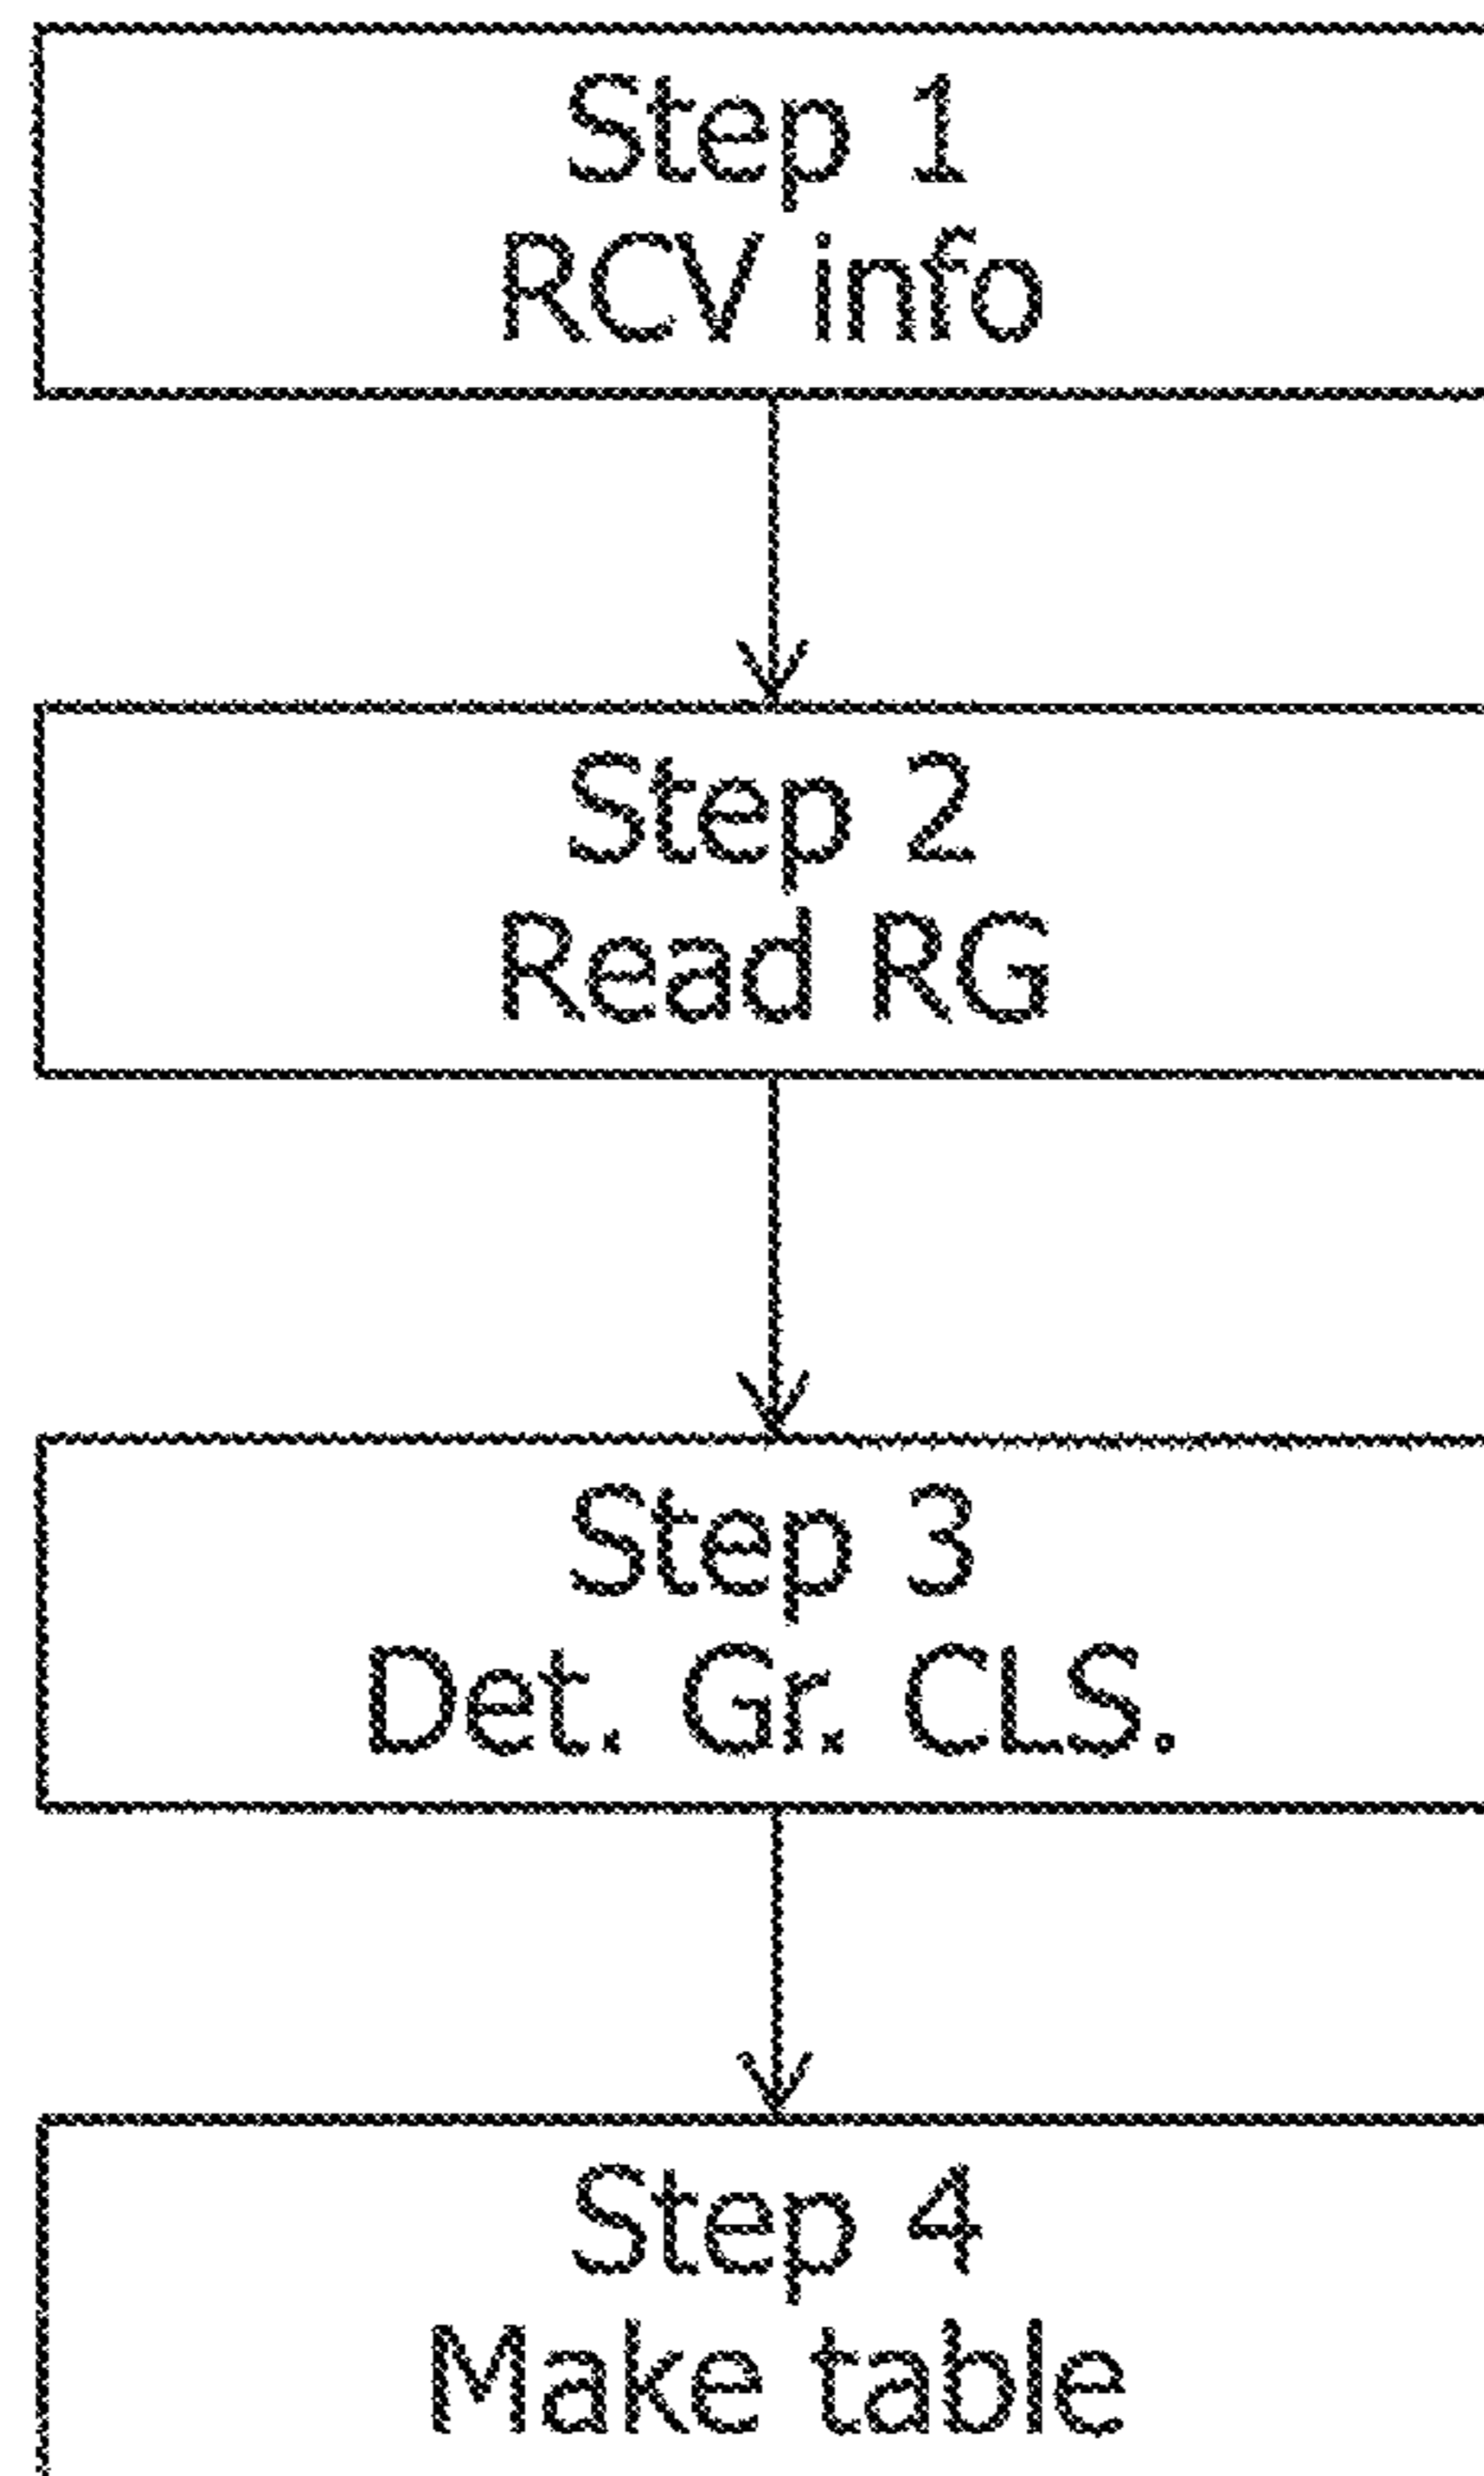 Step 1
RCV info
Step 2
Read RG
Step 3
Det. Gr. CLS.
Step 4
Make table